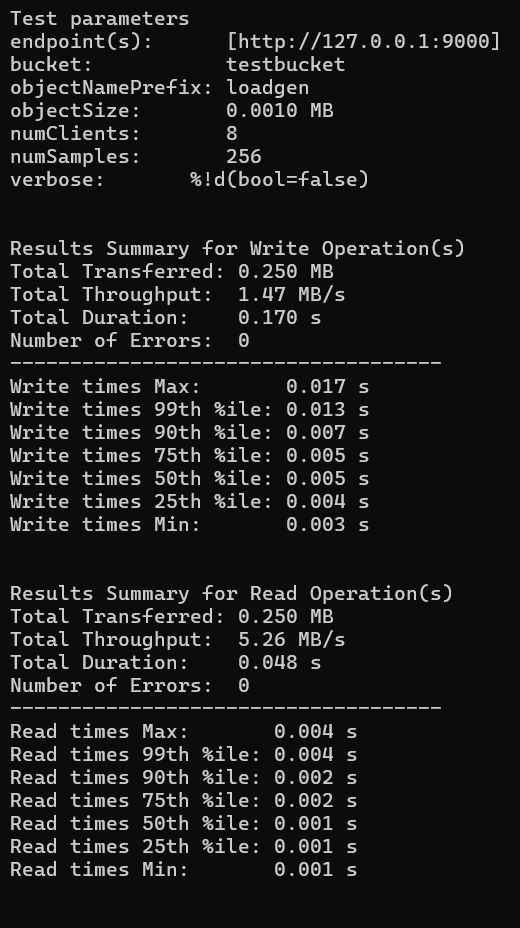 Test parameters
endpoint(s):      [http://127.0.0.1:9000]
bucket:           testbucket
objectNamePrefix: loadgen
objectSize:       0.0010 MB
numClients:       8
numSamples:       256
verbose:       %!d(bool=false)
Results Summary for Write Operation(s)
Total Transferred: 0.250 MB
Total Throughput:  1.47 MB/s
Total Duration:    0.170 s
Number of Errors:  0
------------------------------------
Write times Max:       0.017 s
Write times 99th %ile: 0.013 s
Write times 90th %ile: 0.007 s
Write times 75th %ile: 0.005 s
Write times 50th %ile: 0.005 s
Write times 25th %ile: 0.004 s
Write times Min:       0.003 s
Results Summary for Read Operation(s)
Total Transferred: 0.250 MB
Total Throughput:  5.26 MB/s
Total Duration:    0.048 s
Number of Errors:  0
------------------------------------
Read times Max:       0.004 s
Read times 99th %ile: 0.004 s
Read times 90th %ile: 0.002 s
Read times 75th %ile: 0.002 s
Read times 50th %ile: 0.001 s
Read times 25th %ile: 0.001 s
Read times Min:       0.001 s